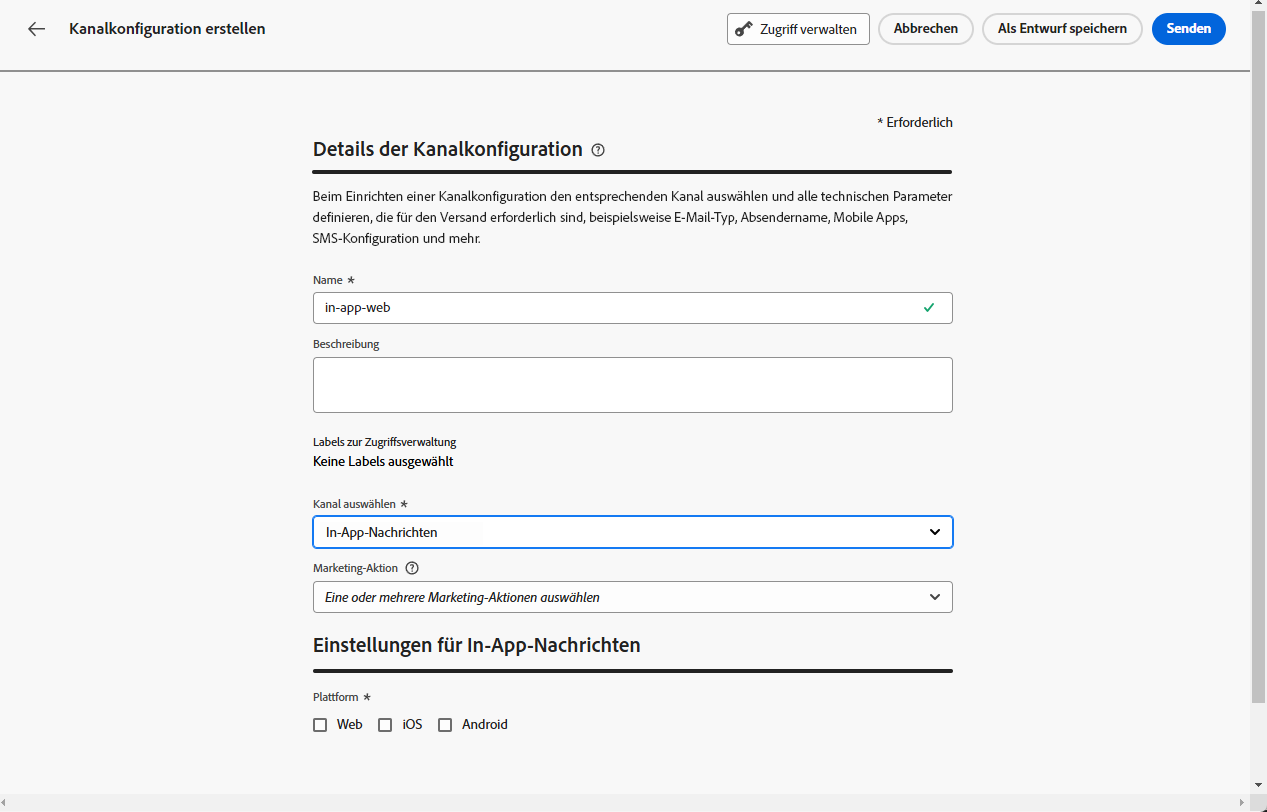 Kanalkonfiguration erstellen
Zugriff verwalten
Abbrechen
Als Entwurf speichern
Senden
* Erforderlich
Details der Kanalkonfiguration
Beim Einrichten einer Kanalkonfiguration den entsprechenden Kanal auswählen und alle technischen Parameter
definieren, die für den Versand erforderlich sind, beispielsweise E-Mail-Typ, Absendername, Mobile Apps,
SMS-Konfiguration und mehr.
Name *
in-app-web
Beschreibung
Labels zur Zugriffsverwaltung
Keine Labels ausgewählt
Kanal auswählen *
In-App-Nachrichten
Marketing-Aktion
Eine oder mehrere Marketing-Aktionen auswählen
Einstellungen für In-App-Nachrichten
Plattform *
Web iOS Android